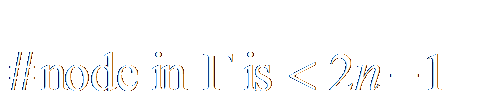 #node in T is < 2n - 1